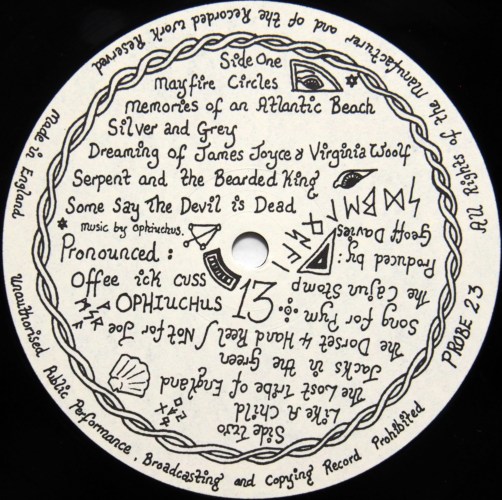 Side One
Mayfire Circles
Memories of an Atlantic Beach
Silver and Grey
Dreaming of James Joyce & Virginia Woolf
Serpent and the Bearded King
Some Say The Devil is Dead
music by Ophiuchus.
Pronounced :
Offee ick cuss
OPHIUCHUS
13
Side Two
Like A Child
The Lost Tribe of England
Jacks in the Green
The Dorset 4 Hand Reel / Not for Joe
Song for Pym
The Cajun Stomp
Produced by :
Geoff Davies
All Rights of the Manufacturer and of the Recorded Work Reserved
Made in England
Unauthorised Public Performance, Broadcasting and Copying Record Prohibited
PROBE 23